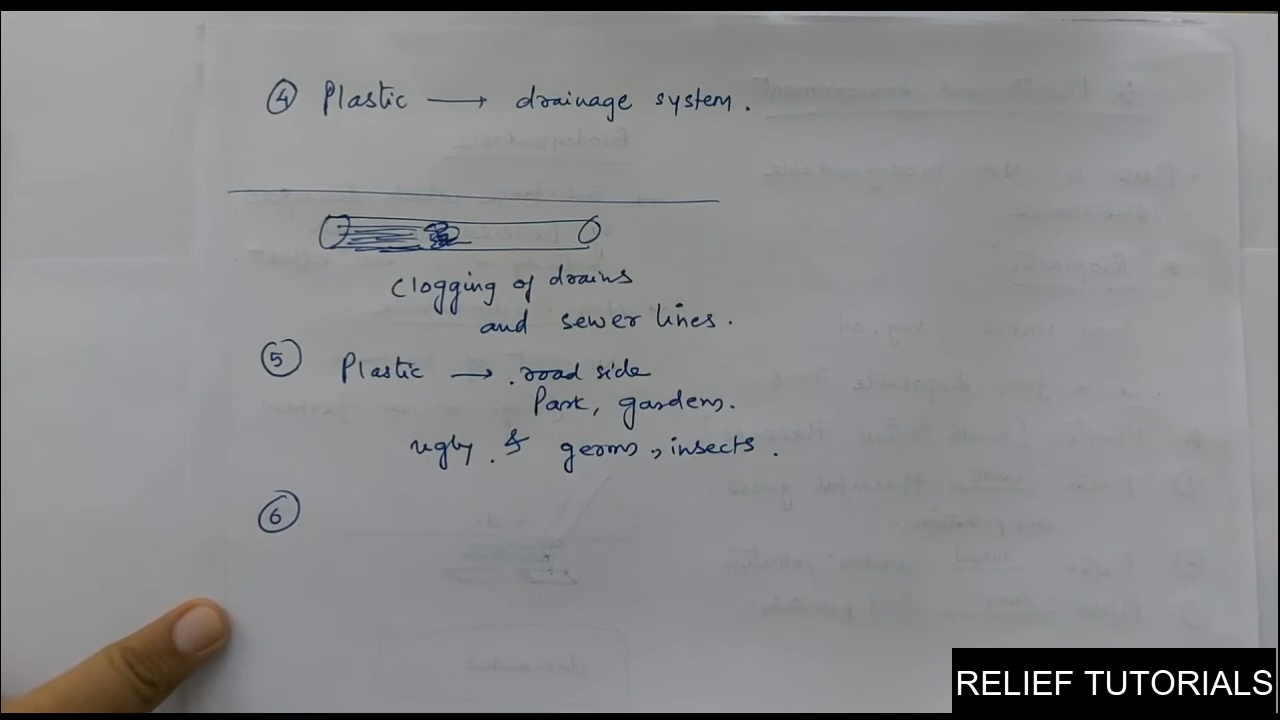 ④ Plastic → drainage system.
clogging of drains
and sewer lines.
⑤ Plastic → road side
Park, gardens.
ugly & germs, insects.
⑥
RELIEF TUTORIALS